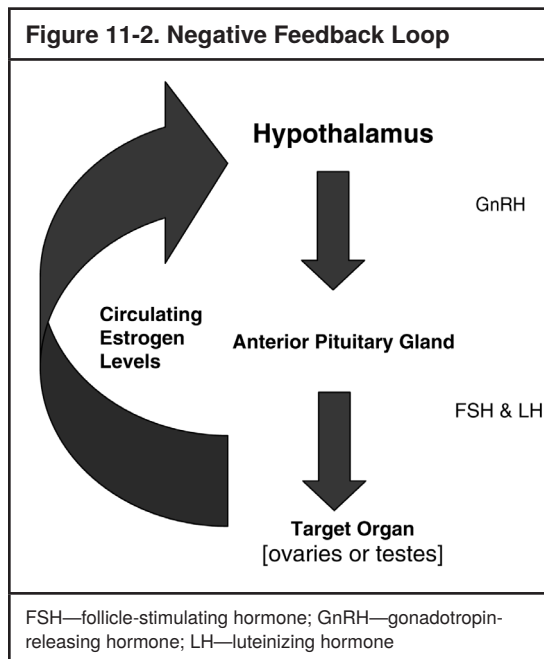 Figure 11-2. Negative Feedback Loop
Hypothalamus
GnRH
Circulating
Estrogen
Levels
Anterior Pituitary Gland
FSH & LH
Target Organ
[ovaries or testes]
FSH—follicle-stimulating hormone; GnRH—gonadotropin-
releasing hormone; LH—luteinizing hormone